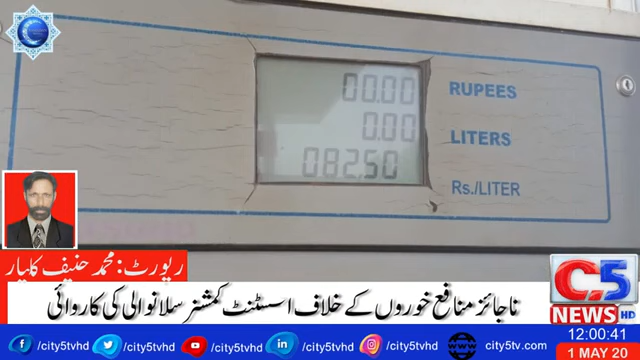 00.00 RUPEES
0.00 LITERS
082.50 Rs./LITER
رپورٹ: محمد حنیف کلیار
ناجائز منافع خوروں کے خلاف اسسٹنٹ کمشنر سلانوالی کی کاروائی
C5
NEWS HD
/city5tvhd /city5tvhd /city5tvhd /city5tvhd city5tv.com
12:00:41
1 MAY 20